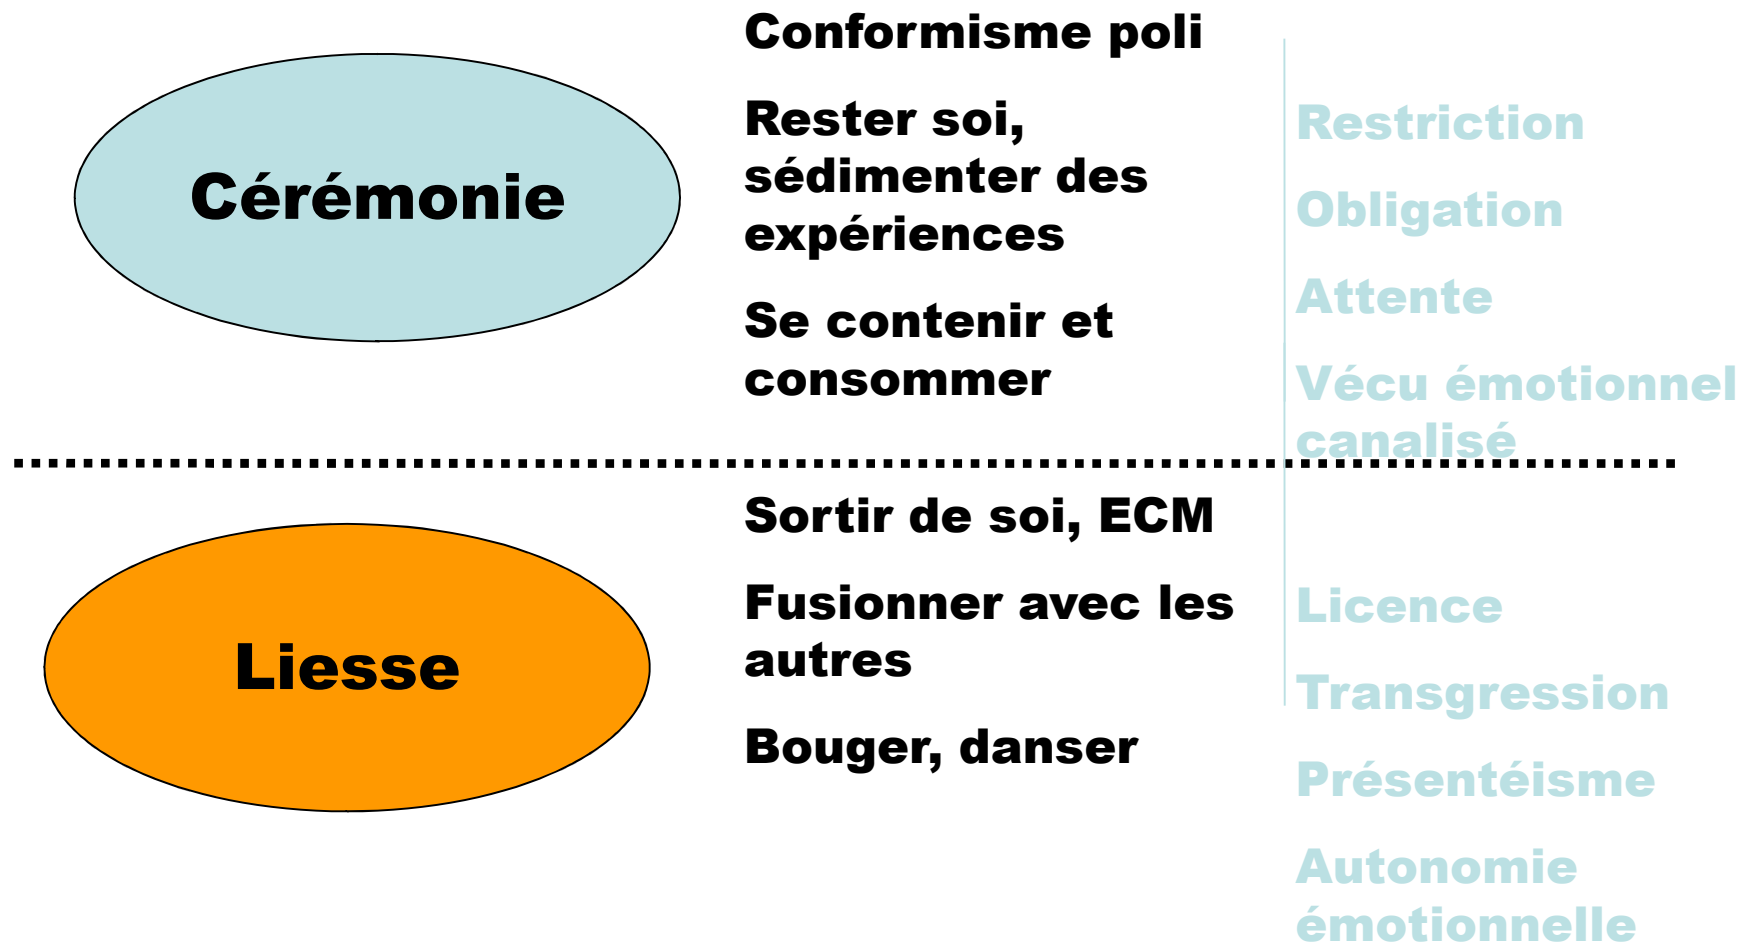 Cérémonie
Conformisme poli
Rester soi,
sédimenter des
expériences
Se contenir et
consommer
Restriction
Obligation
Attente
Vécu émotionnel
canalisé
Liesse
Sortir de soi, ECM
Fusionner avec les
autres
Bouger, danser
Licence
Transgression
Présentéisme
Autonomie
émotionnelle